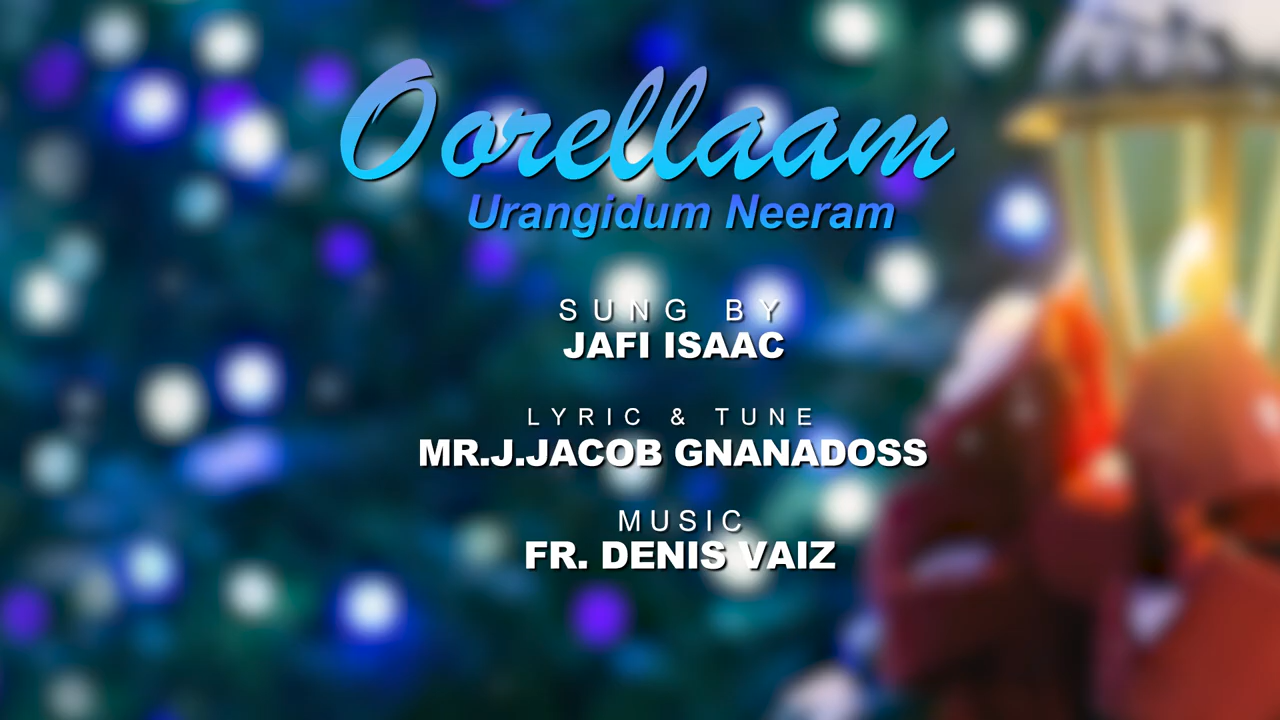 Oorellaam
Urangidum Neeram
SUNG BY
JAFI ISAAC
LYRIC & TUNE
MR.J.JACOB GNANADOSS
MUSIC
FR. DENIS VAIZ